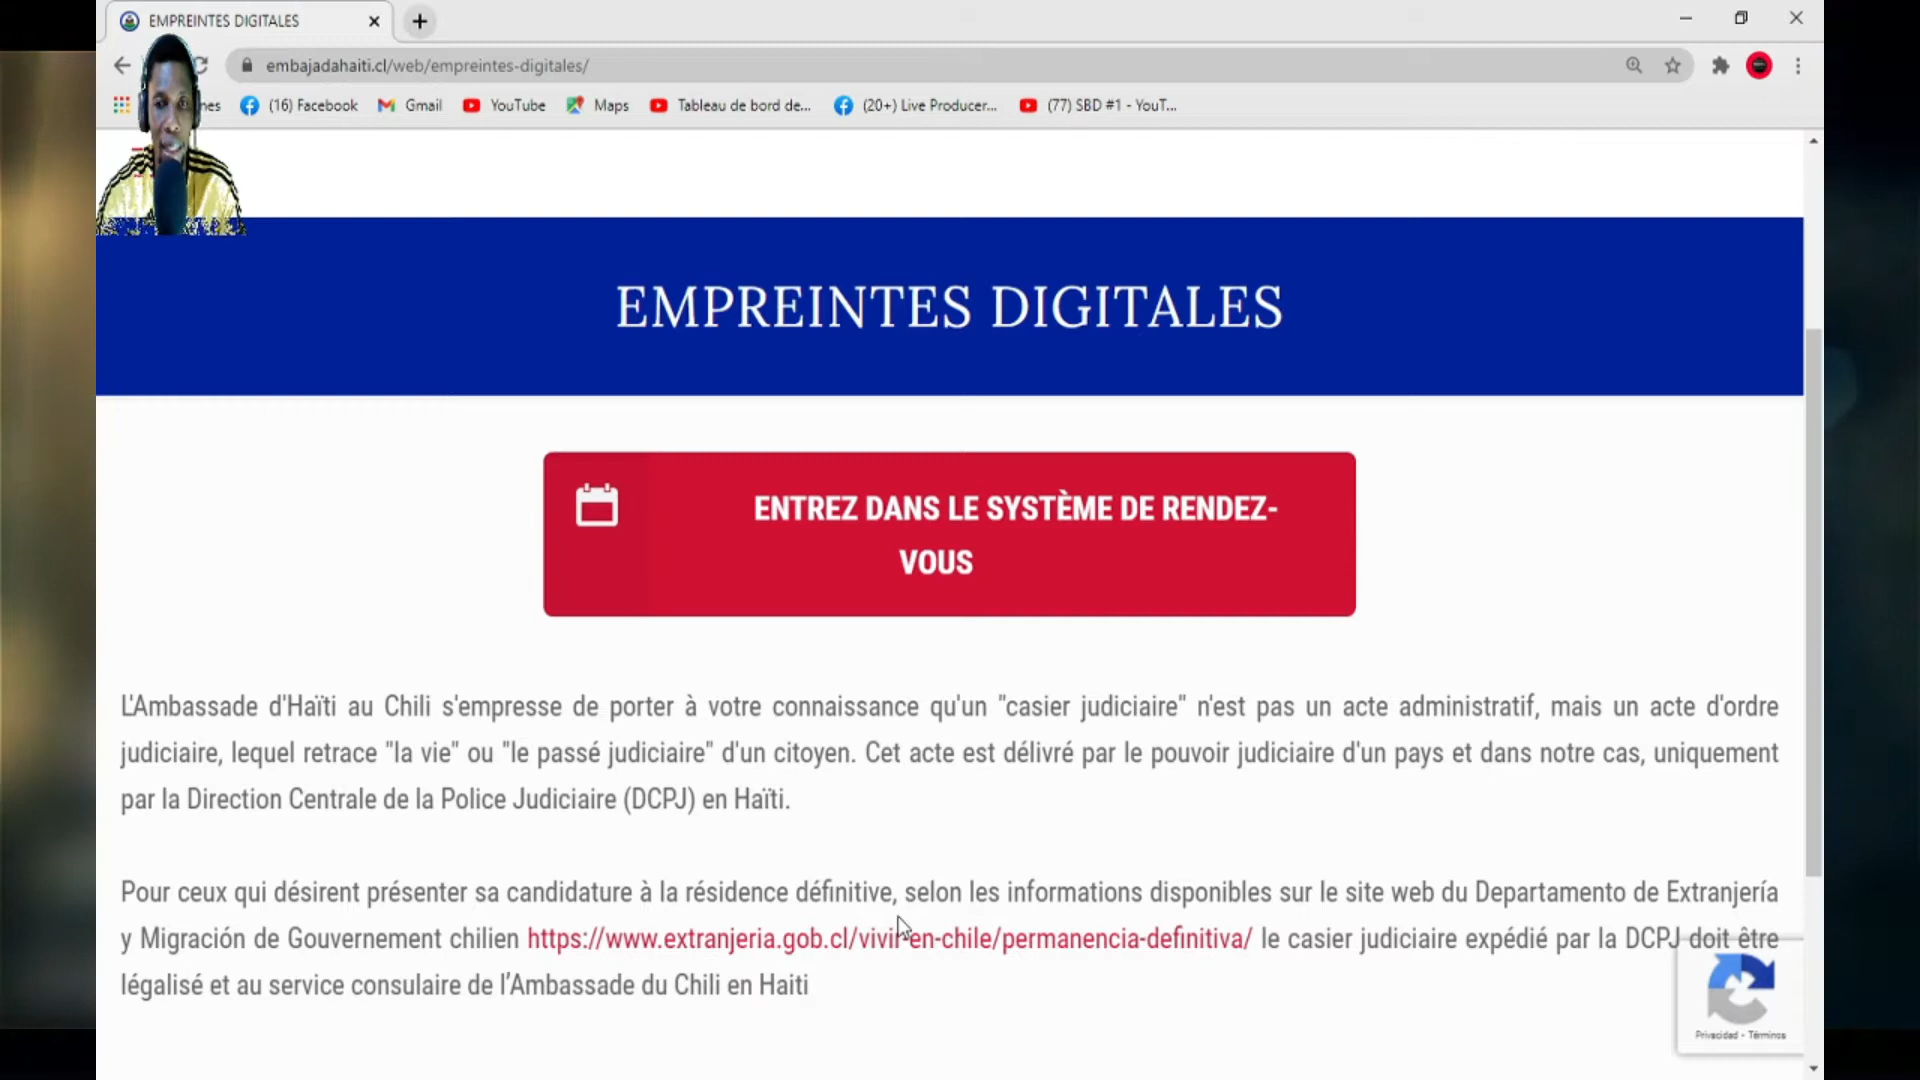 EMPREINTES DIGITALES
embajadahaiti.cl/web/empreintes-digitales/
nes
(16) Facebook
Gmail
YouTube
Maps
Tableau de bord de...
(20+) Live Producer...
(77) SBD #1 - YouT...
EMPREINTES DIGITALES
ENTREZ DANS LE SYSTÈME DE RENDEZ-
VOUS
L'Ambassade d'Haïti au Chili s'empresse de porter à votre connaissance qu'un "casier judiciaire" n'est pas un acte administratif, mais un acte d'ordre
judiciaire, lequel retrace "la vie" ou "le passé judiciaire" d'un citoyen. Cet acte est délivré par le pouvoir judiciaire d'un pays et dans notre cas, uniquement
par la Direction Centrale de la Police Judiciaire (DCPJ) en Haïti.
Pour ceux qui désirent présenter sa candidature à la résidence définitive, selon les informations disponibles sur le site web du Departamento de Extranjería
y Migración de Gouvernement chilien https://www.extranjeria.gob.cl/vivir-en-chile/permanencia-definitiva/ le casier judiciaire expédié par la DCPJ doit être
légalisé et au service consulaire de l’Ambassade du Chili en Haiti
Privacidad - Términos